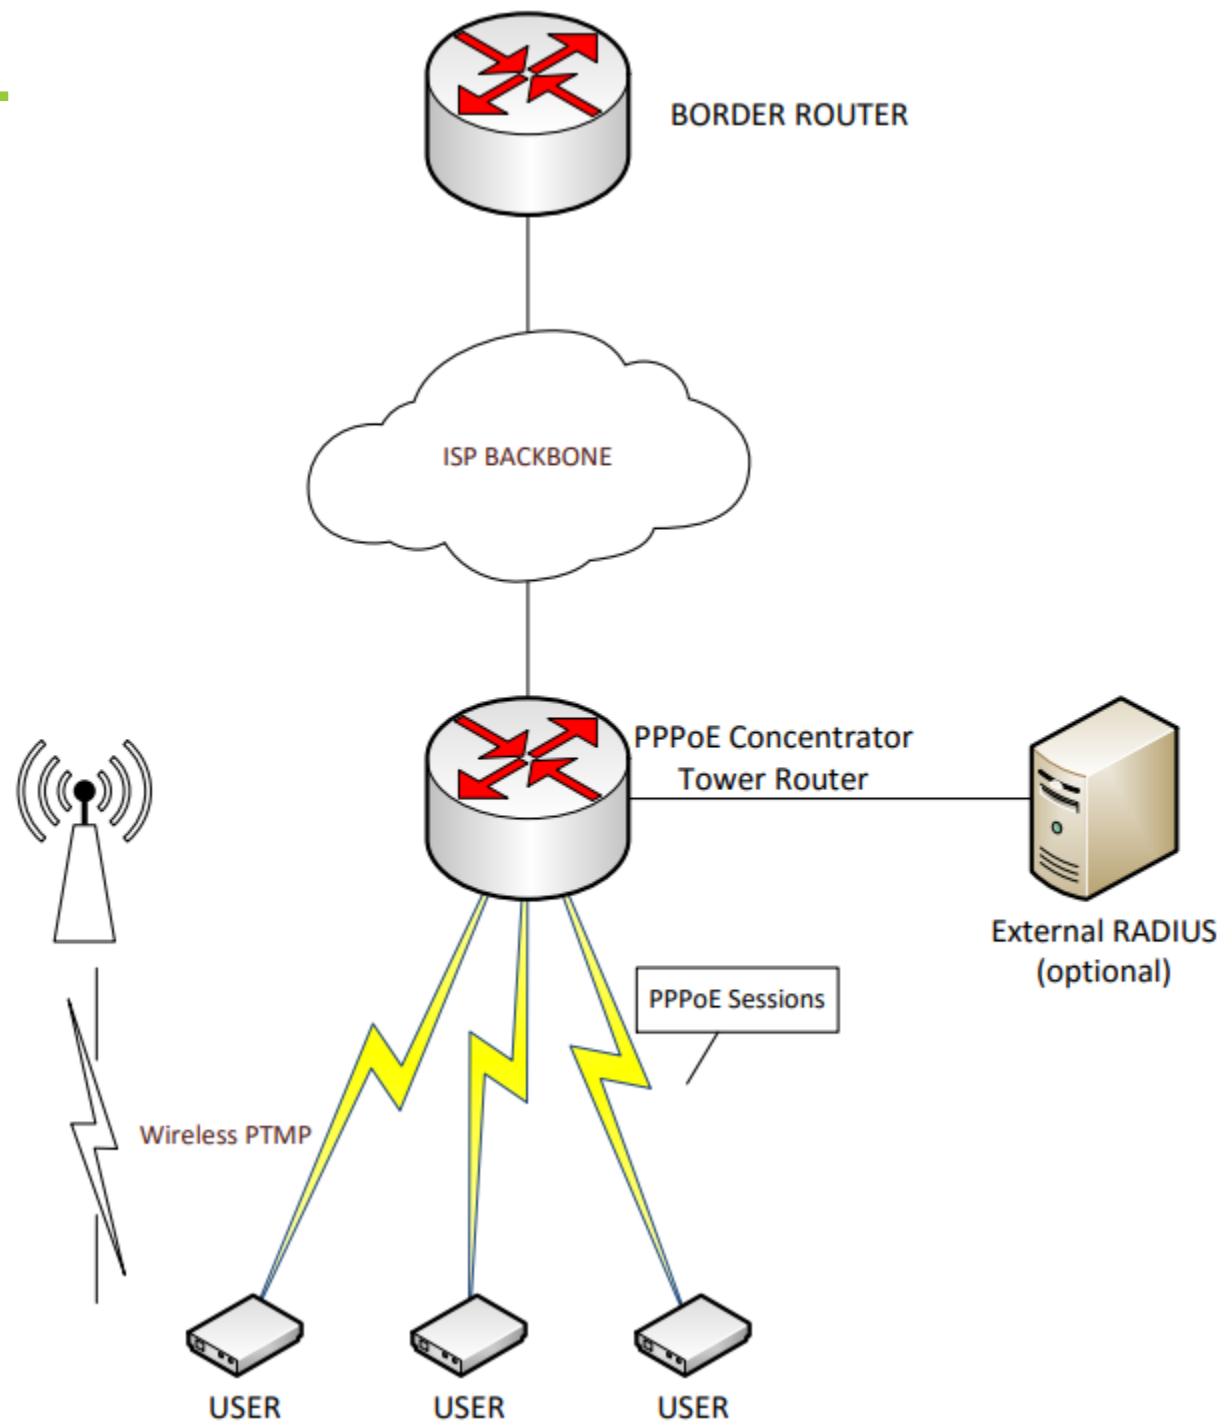 BORDER ROUTER
ISP BACKBONE
PPPoE Concentrator
Tower Router
External RADIUS
(optional)
PPPoE Sessions
Wireless PTMP
USER
USER
USER